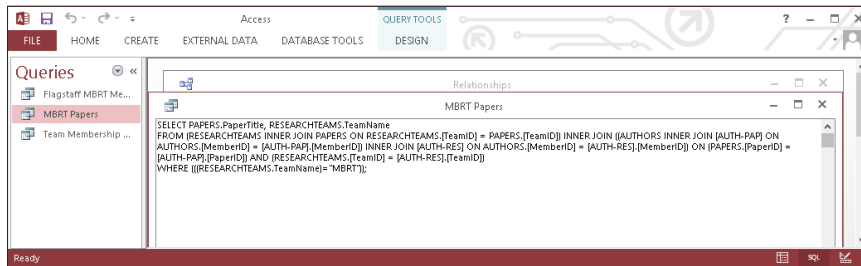 Access
QUERY TOOLS
?
FILE HOME CREATE EXTERNAL DATA DATABASE TOOLS DESIGN
Queries
Flagstaff MBRT Me...
MBRT Papers
Team Membership ...
Relationships
MBRT Papers
SELECT PAPERS.PaperTitle, RESEARCHTEAMS.TeamName
FROM (RESEARCHTEAMS INNER JOIN PAPERS ON RESEARCHTEAMS.[TeamID] = PAPERS.[TeamID]) INNER JOIN ((AUTHORS INNER JOIN [AUTH-PAP] ON
AUTHORS.[MemberID] = [AUTH-PAP].[MemberID]) INNER JOIN [AUTH-RES] ON AUTHORS.[MemberID] = [AUTH-RES].[MemberID]) ON (PAPERS.[PaperID] =
[AUTH-PAP].[PaperID]) AND (RESEARCHTEAMS.[TeamID] = [AUTH-RES].[TeamID])
WHERE (((RESEARCHTEAMS.TeamName)="MBRT"));
Ready
SQL